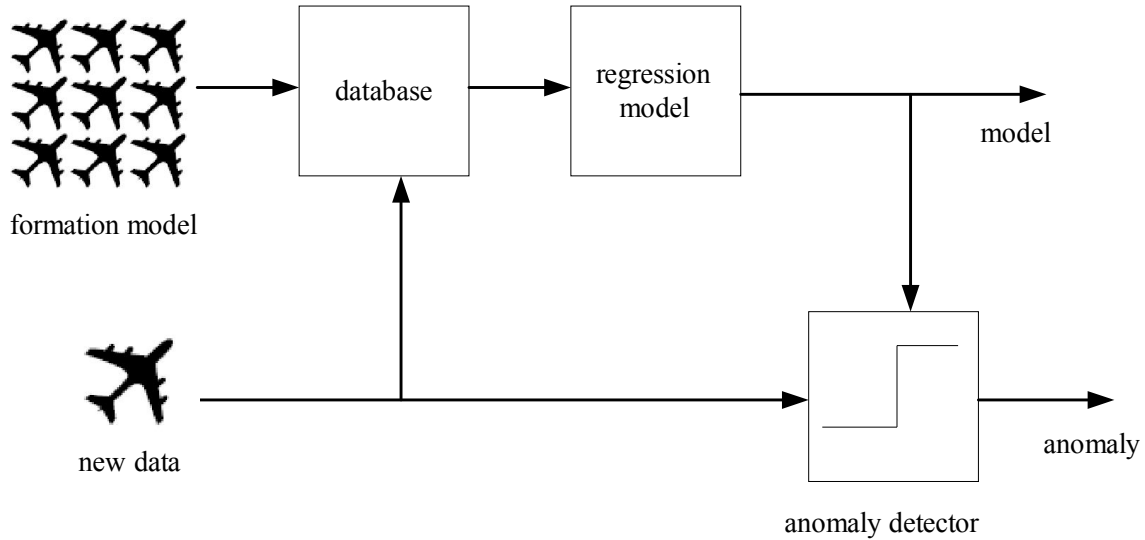 database
regression
model
model
formation model
new data
anomaly
anomaly detector